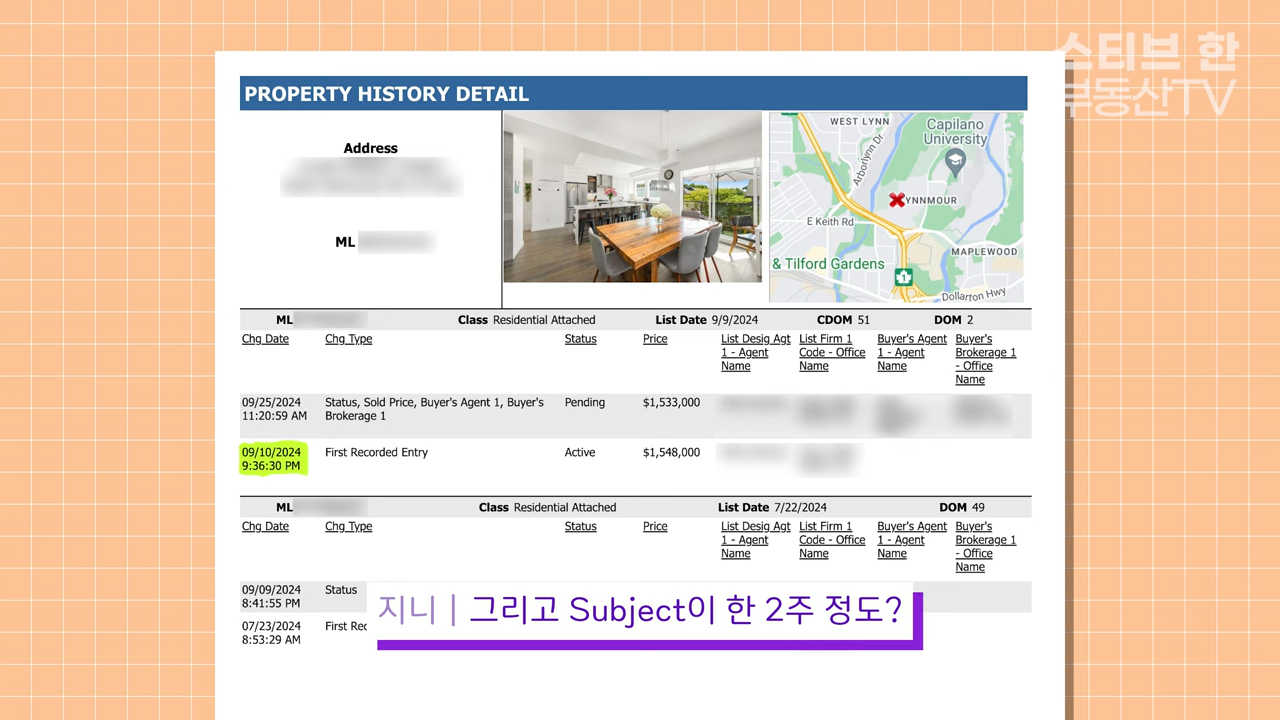 스티브 한
부동산TV
PROPERTY HISTORY DETAIL
Address
ML
WEST LYNN
Capilano
University
Arborlynn Dr
YNNMOUR
E Keith Rd
MAPLEWOOD
& Tilford Gardens
1
Dollarton Hwy
ML Class Residential Attached List Date 9/9/2024 CDOM 51 DOM 2
Chg Date Chg Type Status Price List Desig Agt List Firm 1 Buyer's Agent Buyer's
1 - Agent Code - Office 1 - Agent Brokerage 1
Name Name Name - Office
Name
09/25/2024 Status, Sold Price, Buyer's Agent 1, Buyer's Pending $1,533,000
11:20:59 AM Brokerage 1
09/10/2024 First Recorded Entry Active $1,548,000
9:36:30 PM
ML Class Residential Attached List Date 7/22/2024 DOM 49
Chg Date Chg Type Status Price List Desig Agt List Firm 1 Buyer's Agent Buyer's
1 - Agent Code - Office 1 - Agent Brokerage 1
Name Name Name - Office
Name
09/09/2024 Status
8:41:55 PM
07/23/2024 First Rec
8:53:29 AM
지니 | 그리고 Subject이 한 2주 정도?